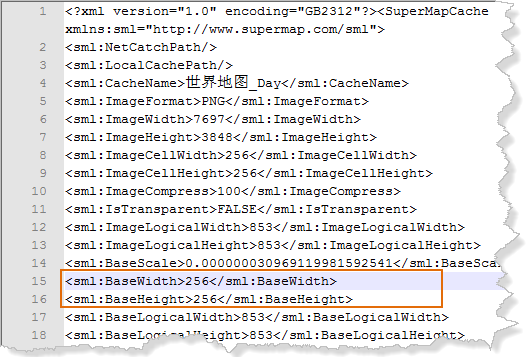 1 <?xml version="1.0" encoding="GB2312"?><SuperMapCache
xmlns:sml="http://www.supermap.com/sml">
2 <sml:NetCatchPath/>
3 <sml:LocalCachePath/>
4 <sml:CacheName>世界地图_Day</sml:CacheName>
5 <sml:ImageFormat>PNG</sml:ImageFormat>
6 <sml:ImageWidth>7697</sml:ImageWidth>
7 <sml:ImageHeight>3848</sml:ImageHeight>
8 <sml:ImageCellWidth>256</sml:ImageCellWidth>
9 <sml:ImageCellHeight>256</sml:ImageCellHeight>
10 <sml:ImageCompress>100</sml:ImageCompress>
11 <sml:IsTransparent>FALSE</sml:IsTransparent>
12 <sml:ImageLogicalWidth>853</sml:ImageLogicalWidth>
13 <sml:ImageLogicalHeight>853</sml:ImageLogicalHeight>
14 <sml:BaseScale>0.000000030969119981592541</sml:BaseSca
15 <sml:BaseWidth>256</sml:BaseWidth>
16 <sml:BaseHeight>256</sml:BaseHeight>
17 <sml:BaseLogicalWidth>853</sml:BaseLogicalWidth>
18 <sml:BaseLogicalHeight>853</sml:BaseLogicalHeight>